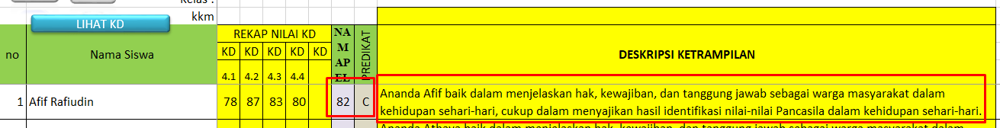 Kelas :
kkm
LIHAT KD
no
Nama Siswa
REKAP NILAI KD
KD KD KD KD KD
4.1 4.2 4.3 4.4
NA M AP EL
PREDIKAT
DESKRIPSI KETRAMPILAN
1 Afif Rafiudin 78 87 83 80 82 C
Ananda Afif baik dalam menjelaskan hak, kewajiban, dan tanggung jawab sebagai warga masyarakat dalam
kehidupan sehari-hari, cukup dalam menyajikan hasil identifikasi nilai-nilai Pancasila dalam kehidupan sehari-hari.
Ananda Athaya baik dalam menjelaskan hak, kewajiban, dan tanggung jawab sebagai warga masyarakat dalam